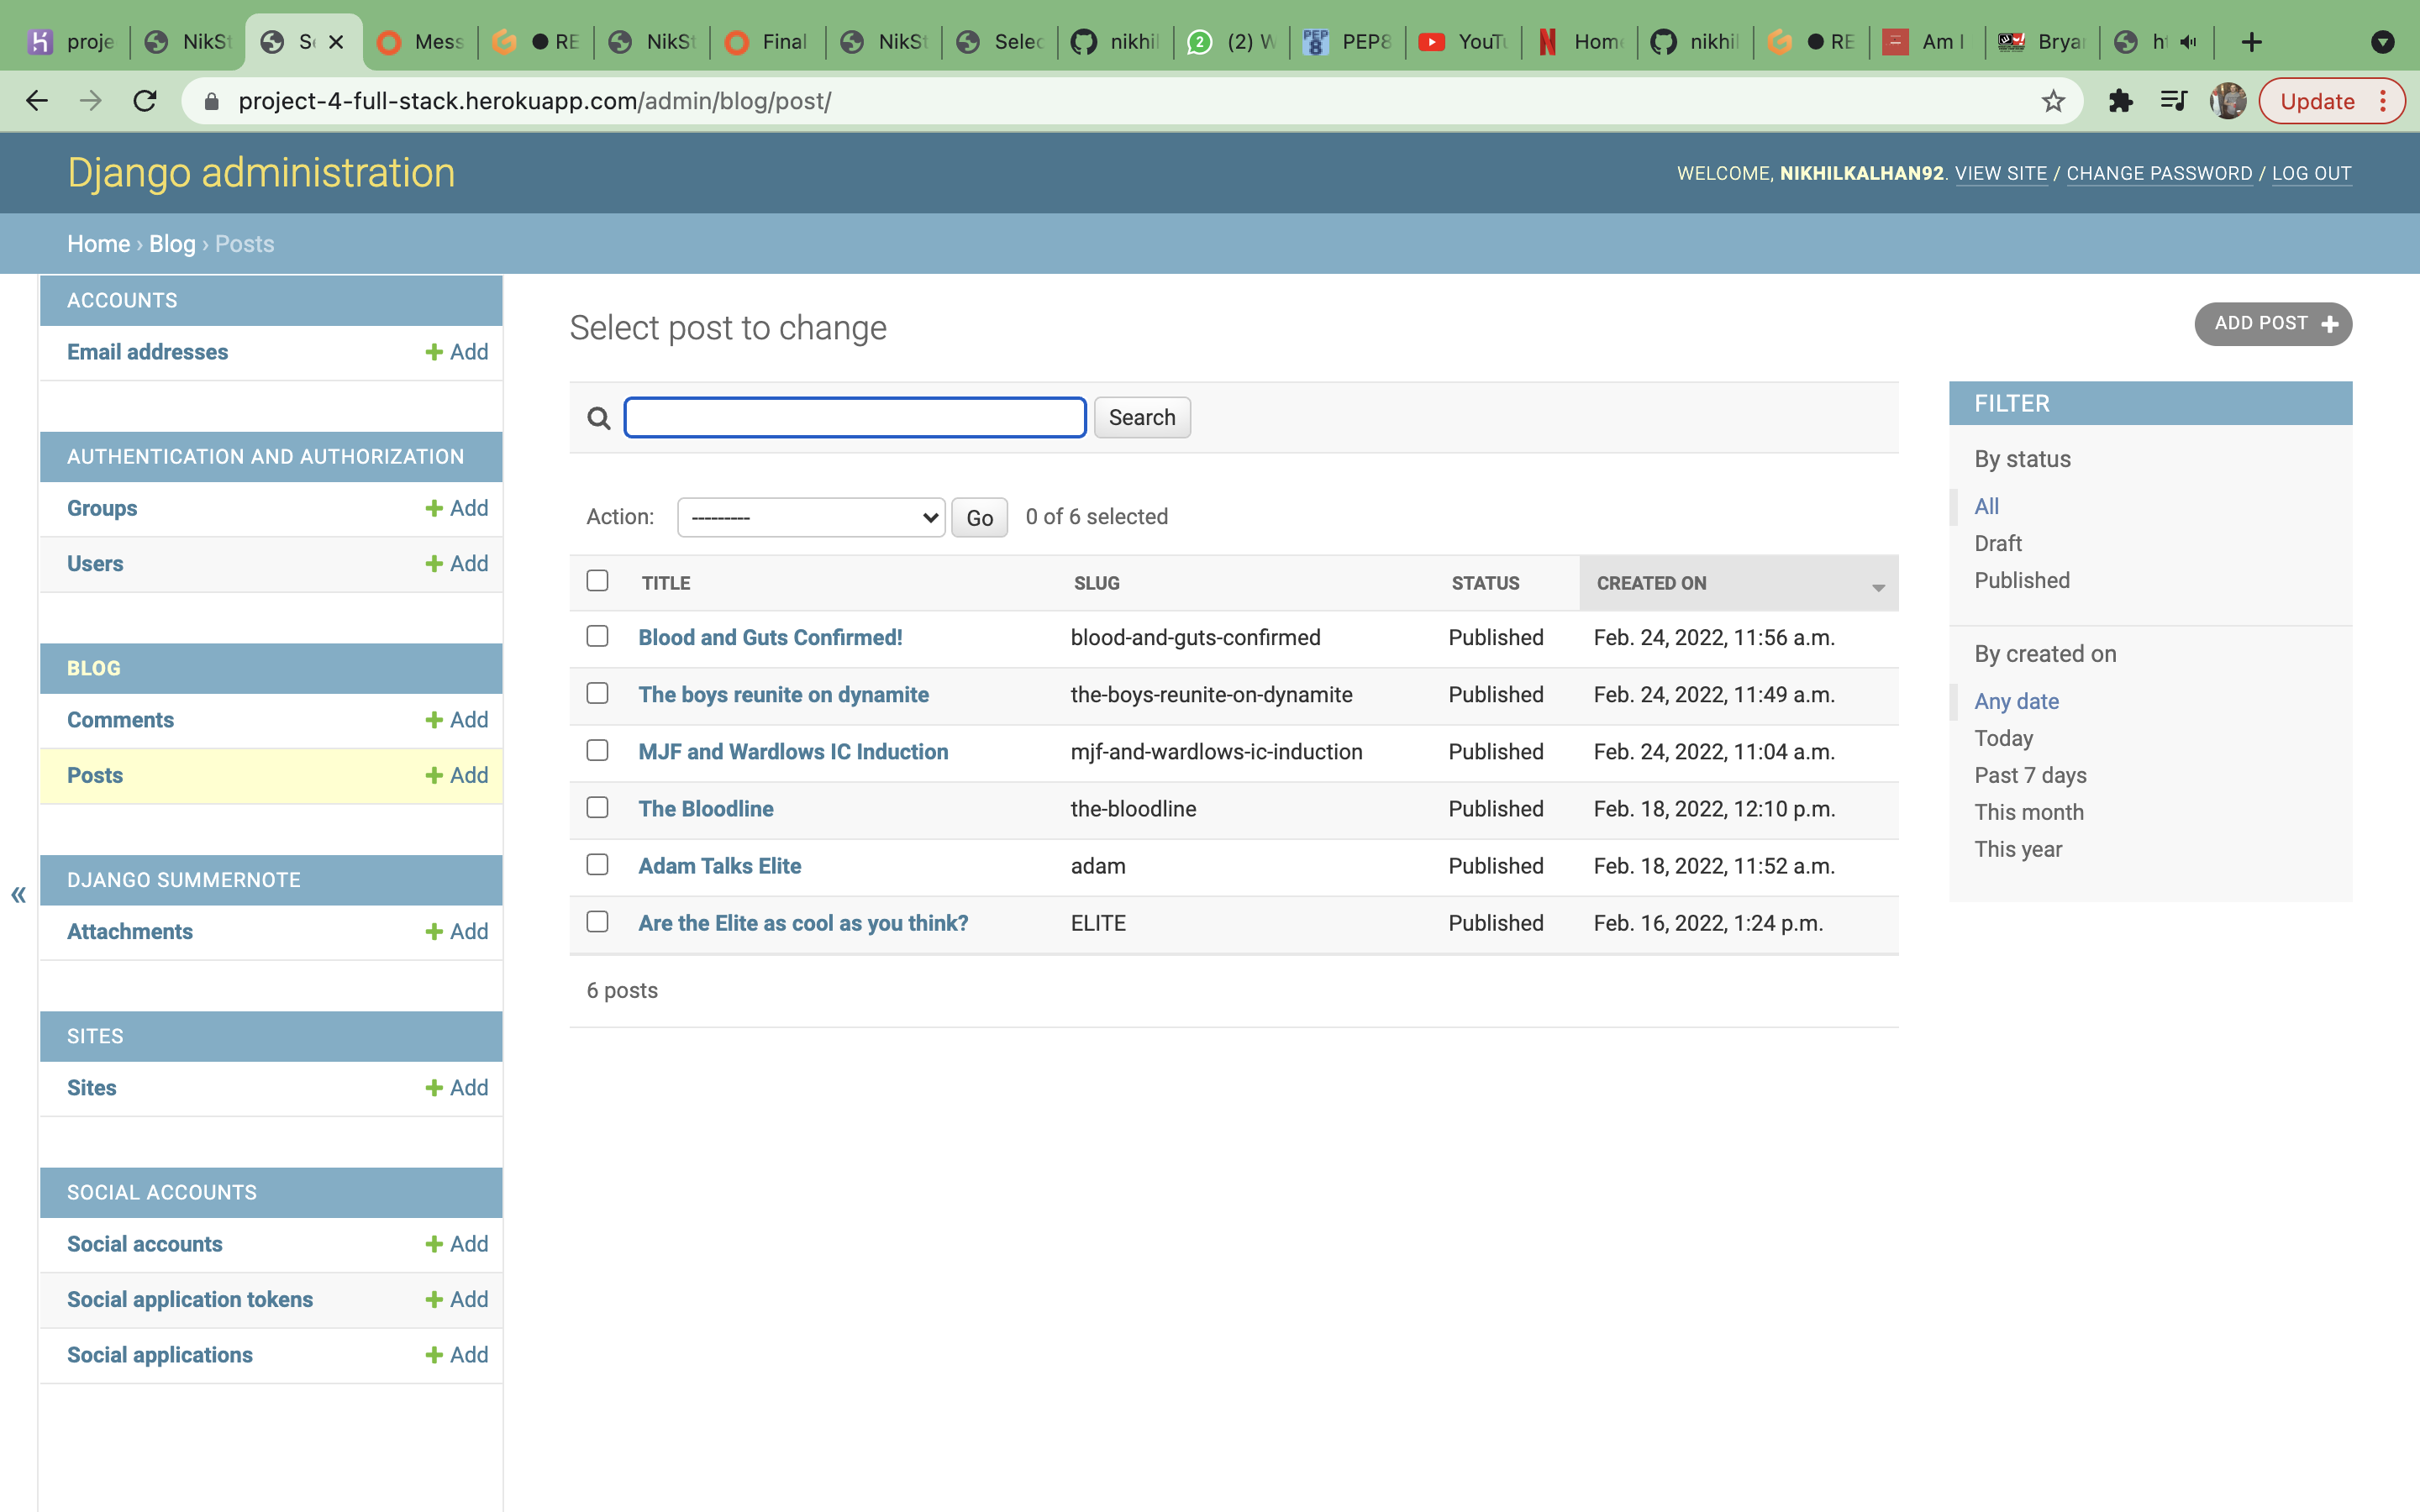 proje NikSt S Mess RE NikSt Final NikSt Selec nikhil 2 (2) W PEP 8 PEP8 YouTu N Home nikhil RE Am I Bryan ht
project-4-full-stack.herokuapp.com/admin/blog/post/ Update
Django administration
WELCOME, NIKHILKALHAN92. VIEW SITE / CHANGE PASSWORD / LOG OUT
Home › Blog › Posts
ACCOUNTS
Email addresses Add
AUTHENTICATION AND AUTHORIZATION
Groups Add
Users Add
BLOG
Comments Add
Posts Add
DJANGO SUMMERNOTE
Attachments Add
SITES
Sites Add
SOCIAL ACCOUNTS
Social accounts Add
Social application tokens Add
Social applications Add
Select post to change
ADD POST
Search
Action: --------- Go 0 of 6 selected
TITLE SLUG STATUS CREATED ON
Blood and Guts Confirmed! blood-and-guts-confirmed Published Feb. 24, 2022, 11:56 a.m.
The boys reunite on dynamite the-boys-reunite-on-dynamite Published Feb. 24, 2022, 11:49 a.m.
MJF and Wardlows IC Induction mjf-and-wardlows-ic-induction Published Feb. 24, 2022, 11:04 a.m.
The Bloodline the-bloodline Published Feb. 18, 2022, 12:10 p.m.
Adam Talks Elite adam Published Feb. 18, 2022, 11:52 a.m.
Are the Elite as cool as you think? ELITE Published Feb. 16, 2022, 1:24 p.m.
6 posts
FILTER
By status
All
Draft
Published
By created on
Any date
Today
Past 7 days
This month
This year